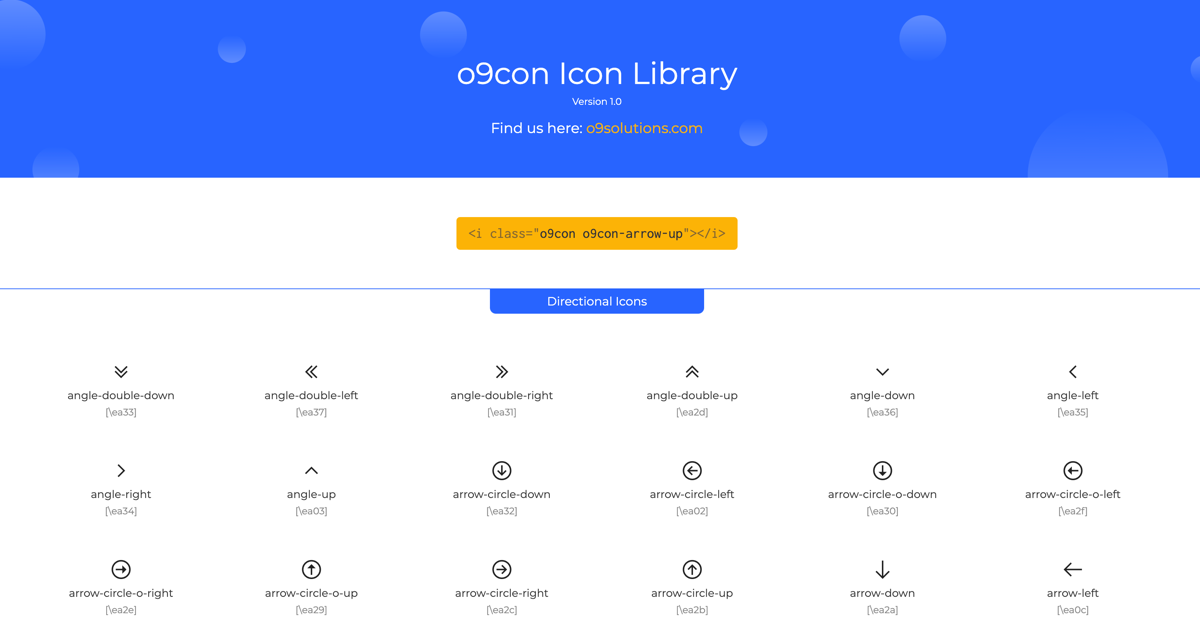 o9con Icon Library
Version 1.0
Find us here: o9solutions.com
<i class="o9con o9con-arrow-up"></i>
Directional Icons
angle-double-down angle-double-left angle-double-right angle-double-up angle-down angle-left
[\ea33] [\ea37] [\ea31] [\ea2d] [\ea36] [\ea35]
angle-right angle-up arrow-circle-down arrow-circle-left arrow-circle-o-down arrow-circle-o-left
[\ea34] [\ea03] [\ea32] [\ea02] [\ea30] [\ea2f]
arrow-circle-o-right arrow-circle-o-up arrow-circle-right arrow-circle-up arrow-down arrow-left
[\ea2e] [\ea29] [\ea2c] [\ea2b] [\ea2a] [\ea0c]